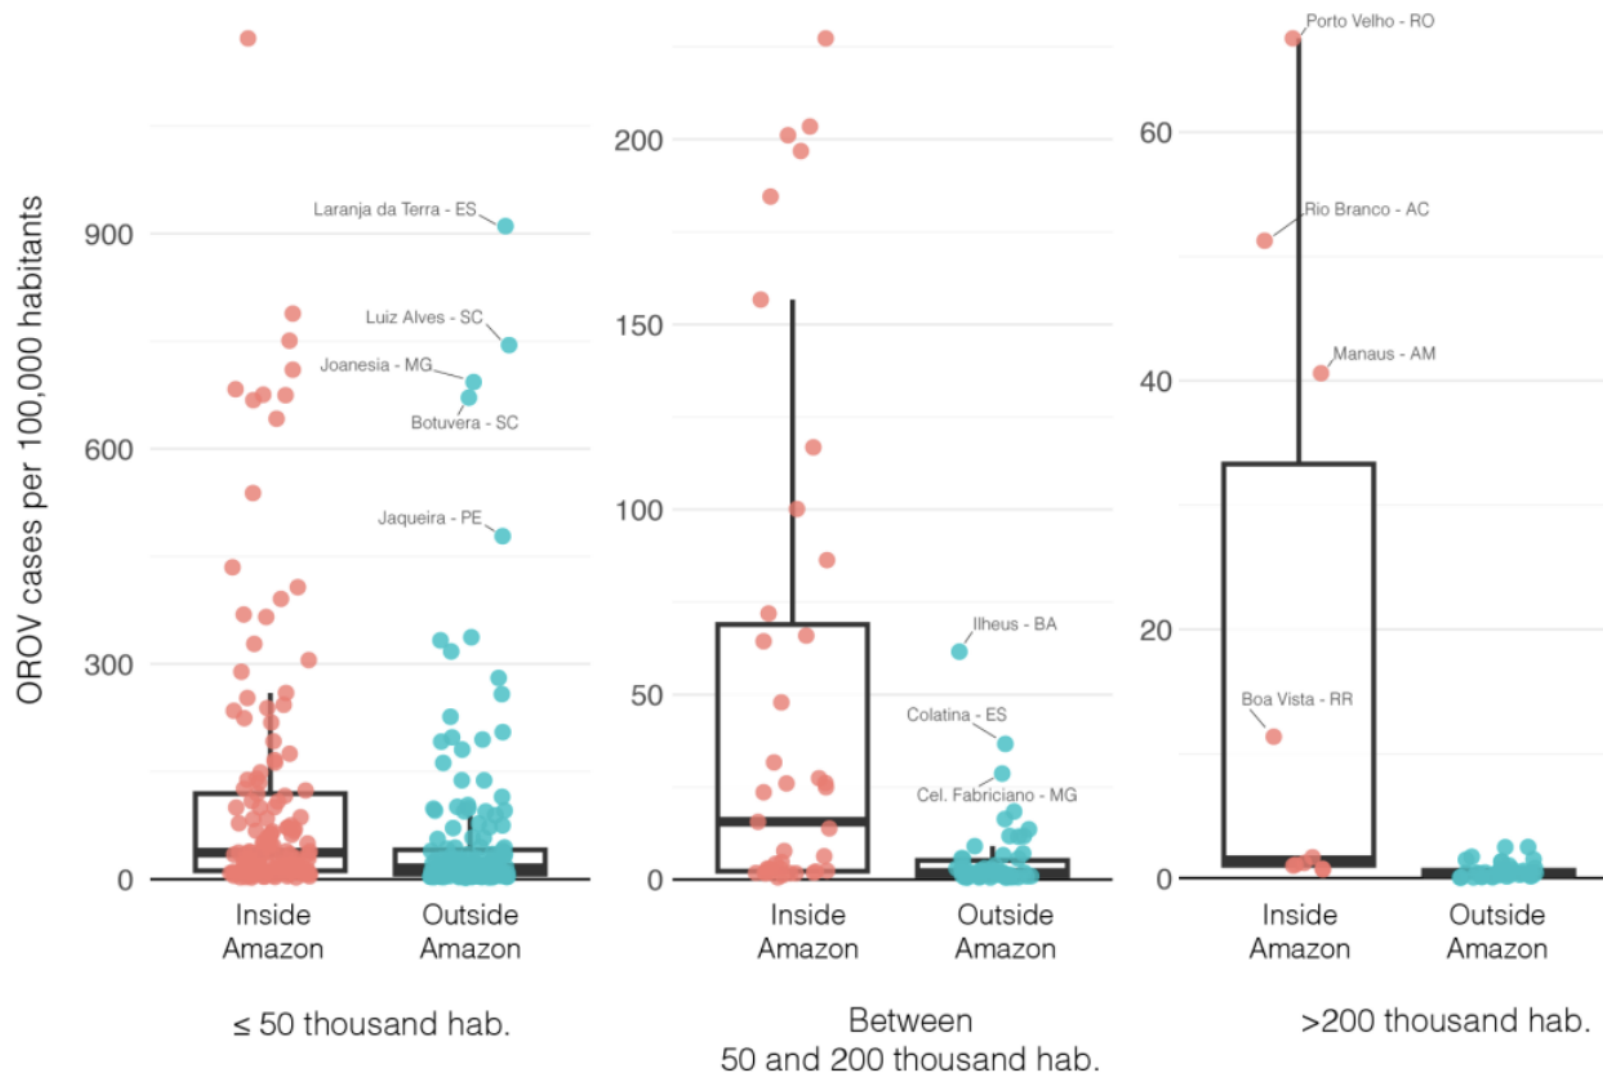 OROV cases per 100,000 habitants
900
600
300
0
Laranja da Terra - ES
Luiz Alves - SC
Joanesia - MG
Botuvera - SC
Jaqueira - PE
Inside
Amazon
Outside
Amazon
≤ 50 thousand hab.
200
150
100
50
0
Ilheus - BA
Colatina - ES
Cel. Fabriciano - MG
Inside
Amazon
Outside
Amazon
Between
50 and 200 thousand hab.
60
40
20
0
Porto Velho - RO
Rio Branco - AC
Manaus - AM
Boa Vista - RR
Inside
Amazon
Outside
Amazon
>200 thousand hab.